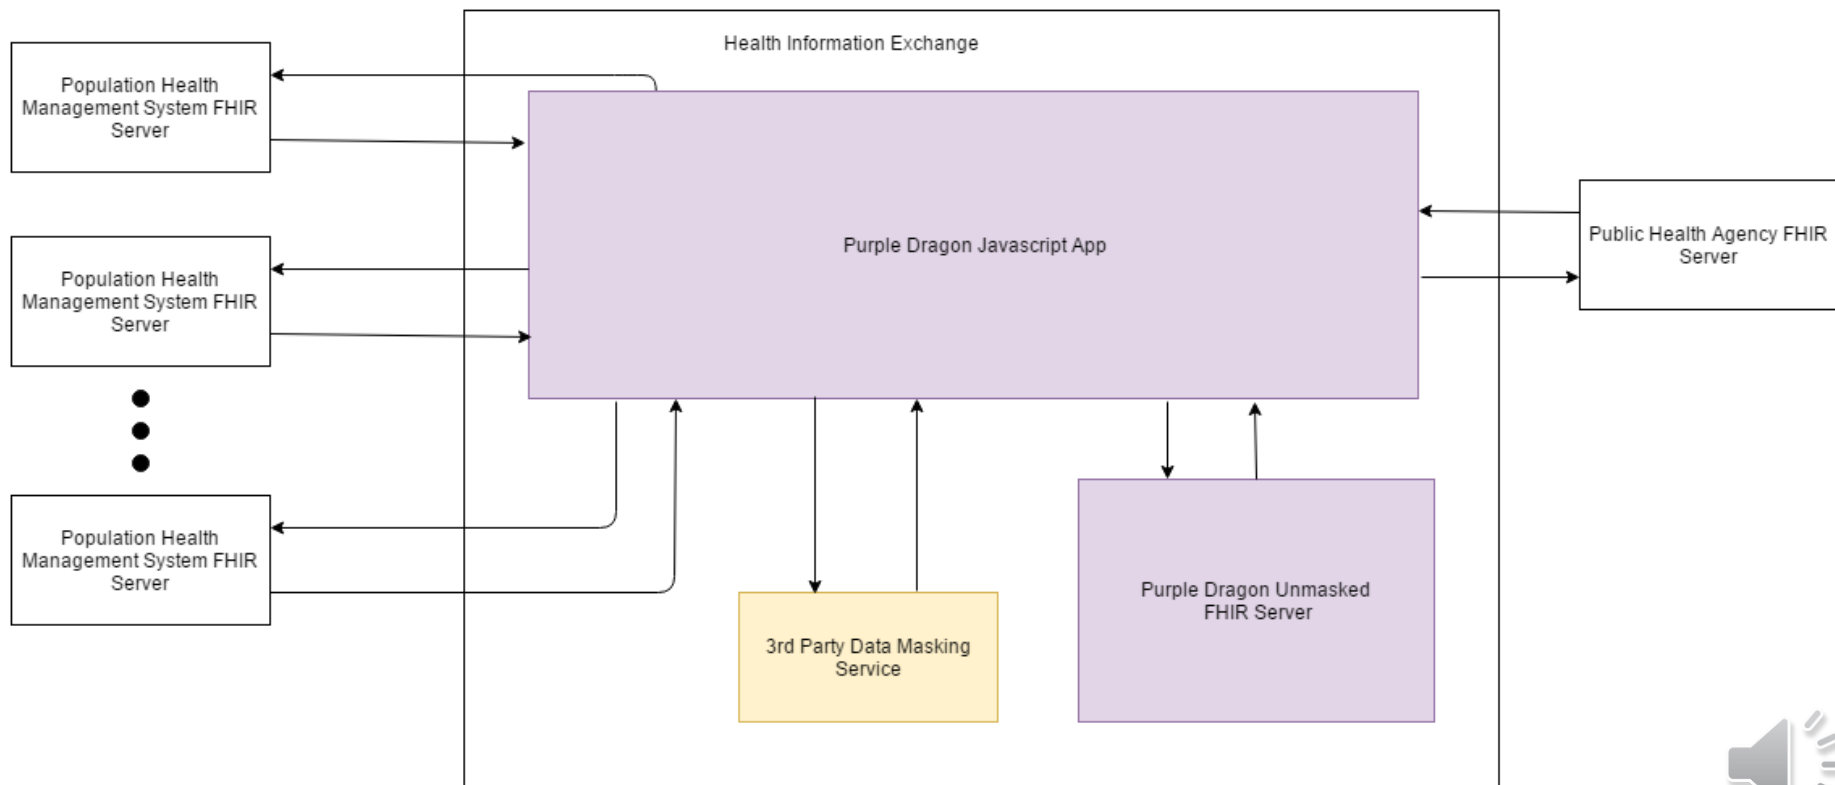 Health Information Exchange
Population Health
Management System FHIR
Server
Purple Dragon Javascript App
Public Health Agency FHIR
Server
Population Health
Management System FHIR
Server
Population Health
Management System FHIR
Server
3rd Party Data Masking
Service
Purple Dragon Unmasked
FHIR Server